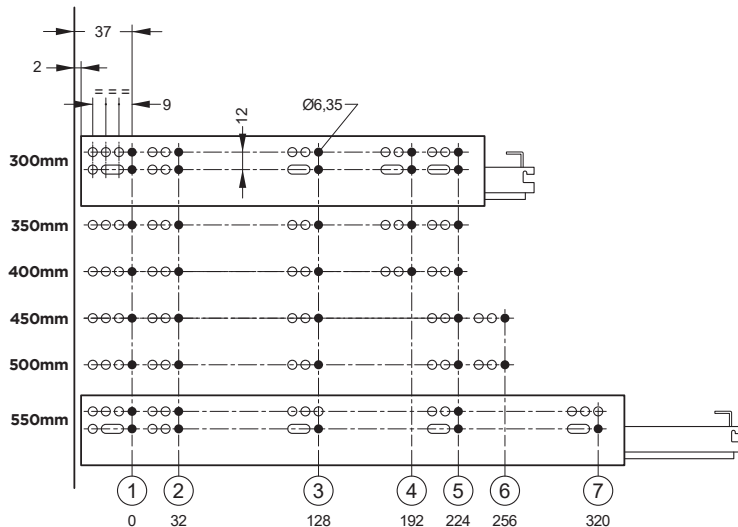 37
2
= = =
9
12
Ø6,35
300mm
350mm
400mm
450mm
500mm
550mm
1 2 3 4 5 6 7
0 32 128 192 224 256 320